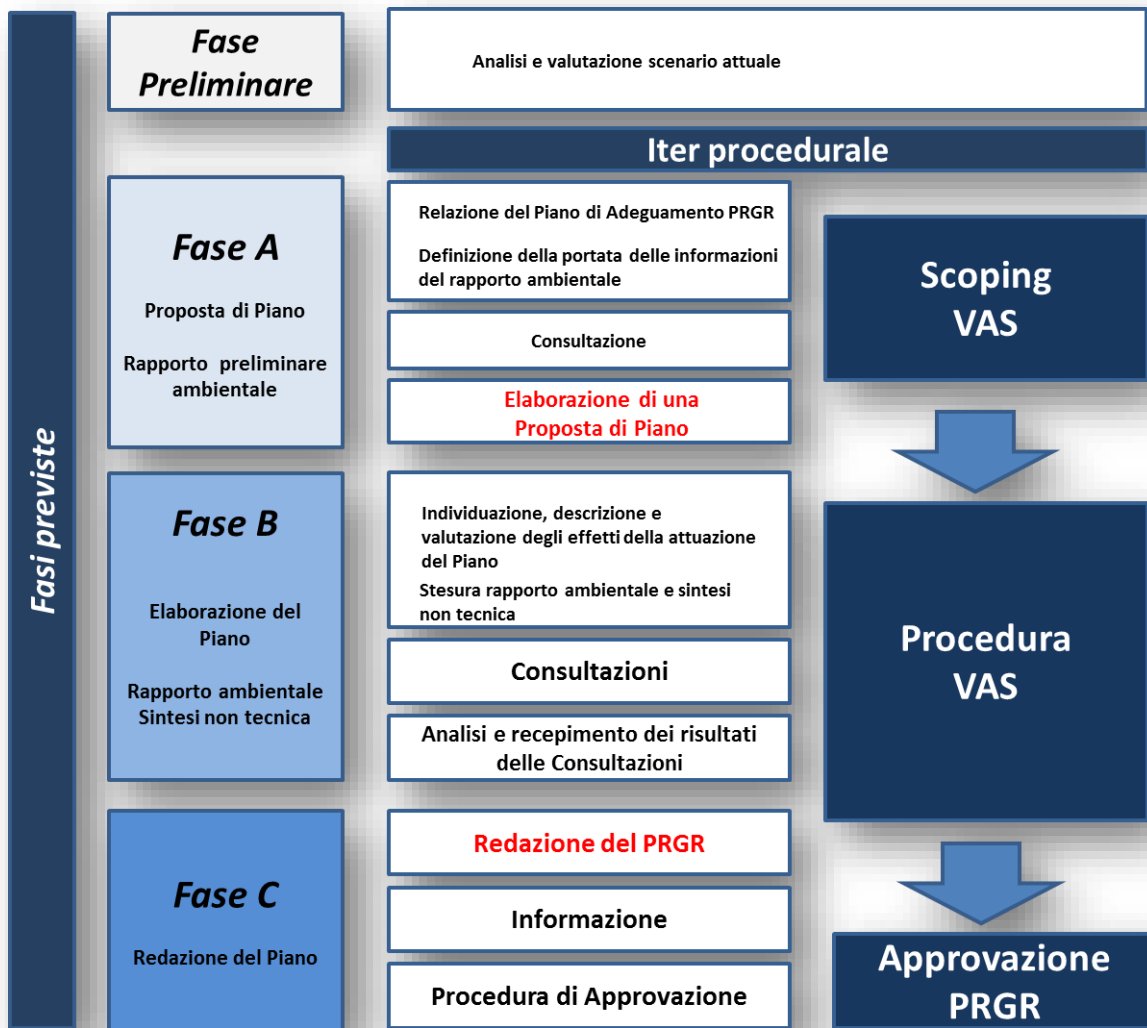 Fasi previste
Fase
Preliminare
Analisi e valutazione scenario attuale
Iter procedurale
Fase A
Proposta di Piano
Rapporto preliminare
ambientale
Relazione del Piano di Adeguamento PRGR
Definizione della portata delle informazioni
del rapporto ambientale
Consultazione
Elaborazione di una
Proposta di Piano
Scoping
VAS
Fase B
Elaborazione del
Piano
Rapporto ambientale
Sintesi non tecnica
Individuazione, descrizione e
valutazione degli effetti della attuazione
del Piano
Stesura rapporto ambientale e sintesi
non tecnica
Consultazioni
Analisi e recepimento dei risultati
delle Consultazioni
Procedura
VAS
Fase C
Redazione del Piano
Redazione del PRGR
Informazione
Procedura di Approvazione
Approvazione
PRGR